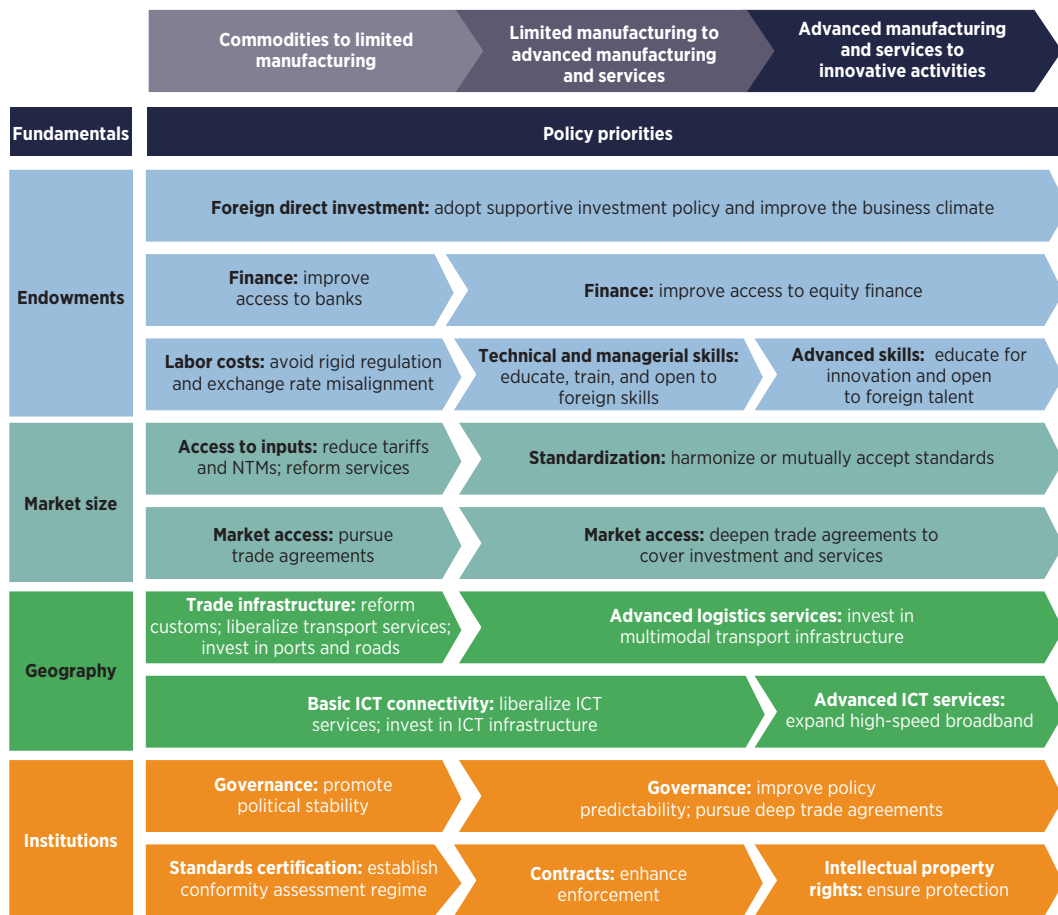 Commodities to limited
manufacturing
Limited manufacturing to
advanced manufacturing
and services
Advanced manufacturing
and services to
innovative activities
Fundamentals
Policy priorities
Endowments
Foreign direct investment: adopt supportive investment policy and improve the business climate
Finance: improve
access to banks
Finance: improve access to equity finance
Labor costs: avoid rigid regulation
and exchange rate misalignment
Technical and managerial skills:
educate, train, and open to
foreign skills
Advanced skills: educate for
innovation and open
to foreign talent
Market size
Access to inputs: reduce tariffs
and NTMs; reform services
Standardization: harmonize or mutually accept standards
Market access: pursue
trade agreements
Market access: deepen trade agreements to
cover investment and services
Geography
Trade infrastructure: reform
customs; liberalize transport services;
invest in ports and roads
Advanced logistics services: invest in
multimodal transport infrastructure
Basic ICT connectivity: liberalize ICT
services; invest in ICT infrastructure
Advanced ICT services:
expand high-speed broadband
Institutions
Governance: promote
political stability
Governance: improve policy
predictability; pursue deep trade agreements
Standards certification: establish
conformity assessment regime
Contracts: enhance
enforcement
Intellectual property
rights: ensure protection